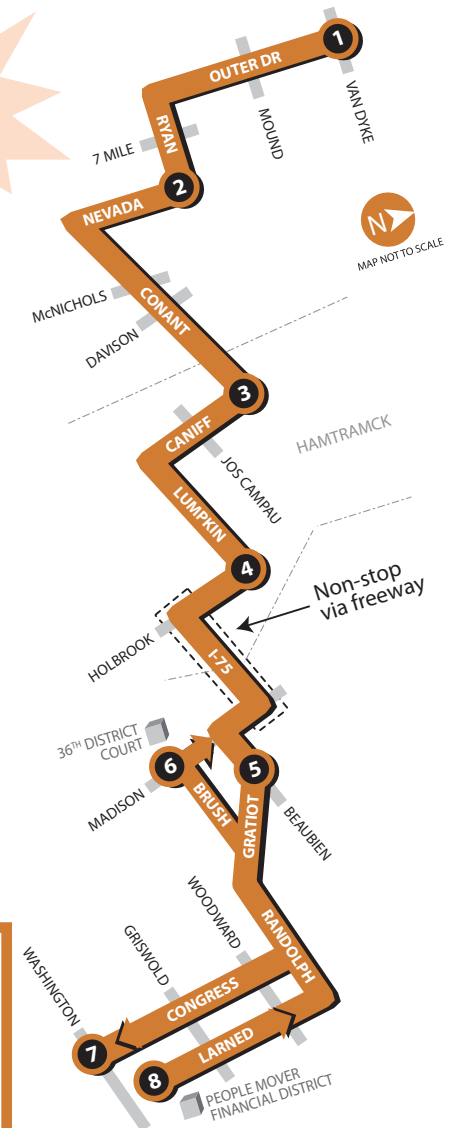 1
OUTER DR
VAN DYKE
MOUND
RYAN
7 MILE
2
NEVADA
N
MAP NOT TO SCALE
McNICHOLS
CONANT
DAVISON
3
CANIFF
HAMTRAMCK
JOS CAMPAU
LUMPKIN
4
Non-stop
via freeway
HOLBROOK
I-75
36TH DISTRICT
COURT
6
5
MADISON
BRUSH
GRATIOT
BEAUBIEN
WOODWARD
RANDOLPH
GRISWOLD
WASHINGTON
CONGRESS
7
LARNED
8
PEOPLE MOVER
FINANCIAL DISTRICT